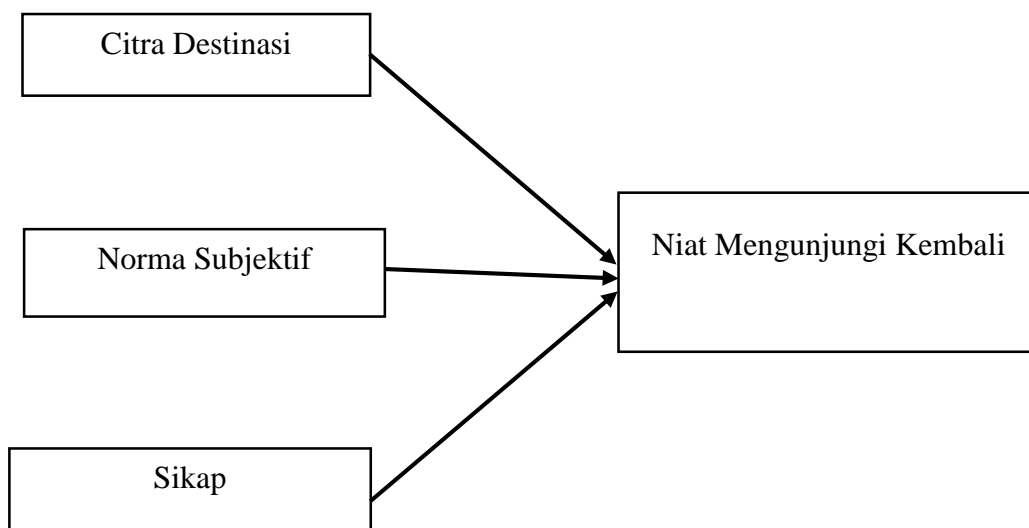 Citra Destinasi
Norma Subjektif
Niat Mengunjungi Kembali
Sikap